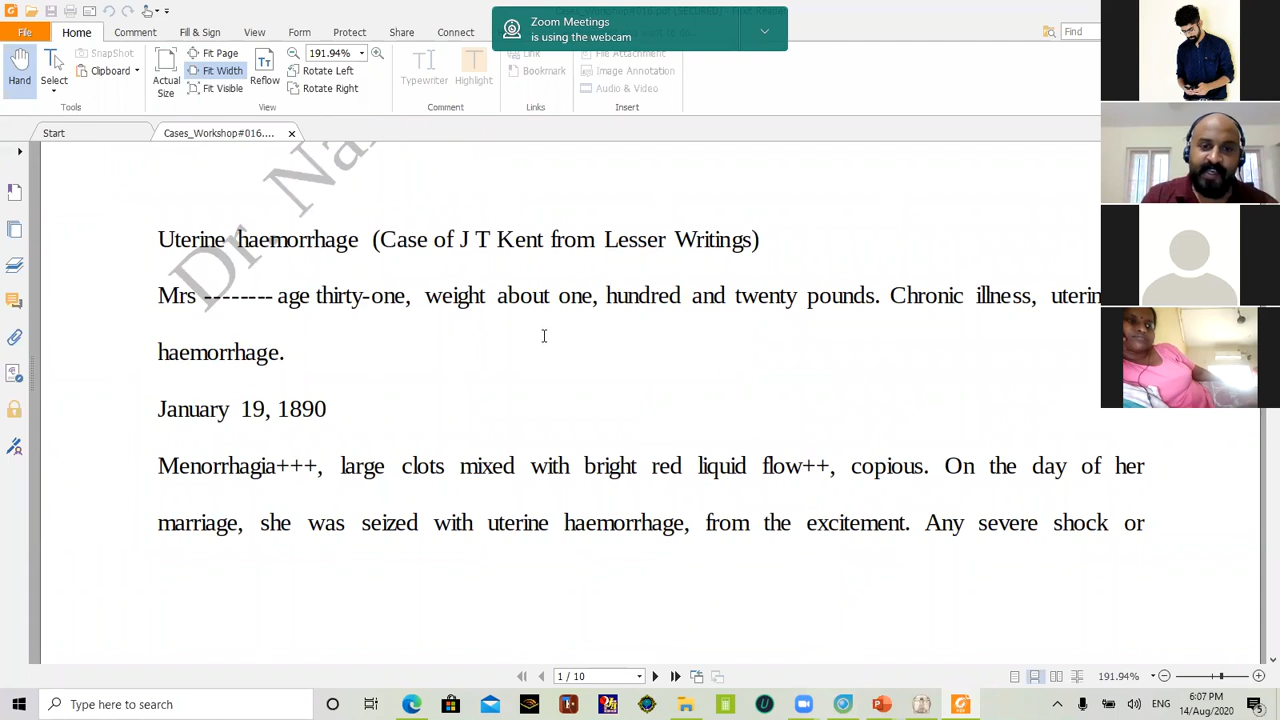 Zoom Meetings
is using the webcam
File
Home
Comment
Fill & Sign
View
Form
Protect
Share
Connect
Find
Hand
Select
SnapShot
Clipboard
Tools
Actual
Size
Fit Page
Fit Width
Fit Visible
Reflow
191.94%
Rotate Left
Rotate Right
View
Typewriter
Highlight
Comment
Link
Bookmark
Links
File Attachment
Image Annotation
Audio & Video
Insert
Start
Cases_Workshop#016....
Dr. Na
Uterine haemorrhage (Case of J T Kent from Lesser Writings)
Mrs -------- age thirty-one, weight about one, hundred and twenty pounds. Chronic illness, uterin
haemorrhage.
January 19, 1890
Menorrhagia+++, large clots mixed with bright red liquid flow++, copious. On the day of her
marriage, she was seized with uterine haemorrhage, from the excitement. Any severe shock or
1 / 10
191.94%
Type here to search
ENG
6:07 PM
14/Aug/2020
5